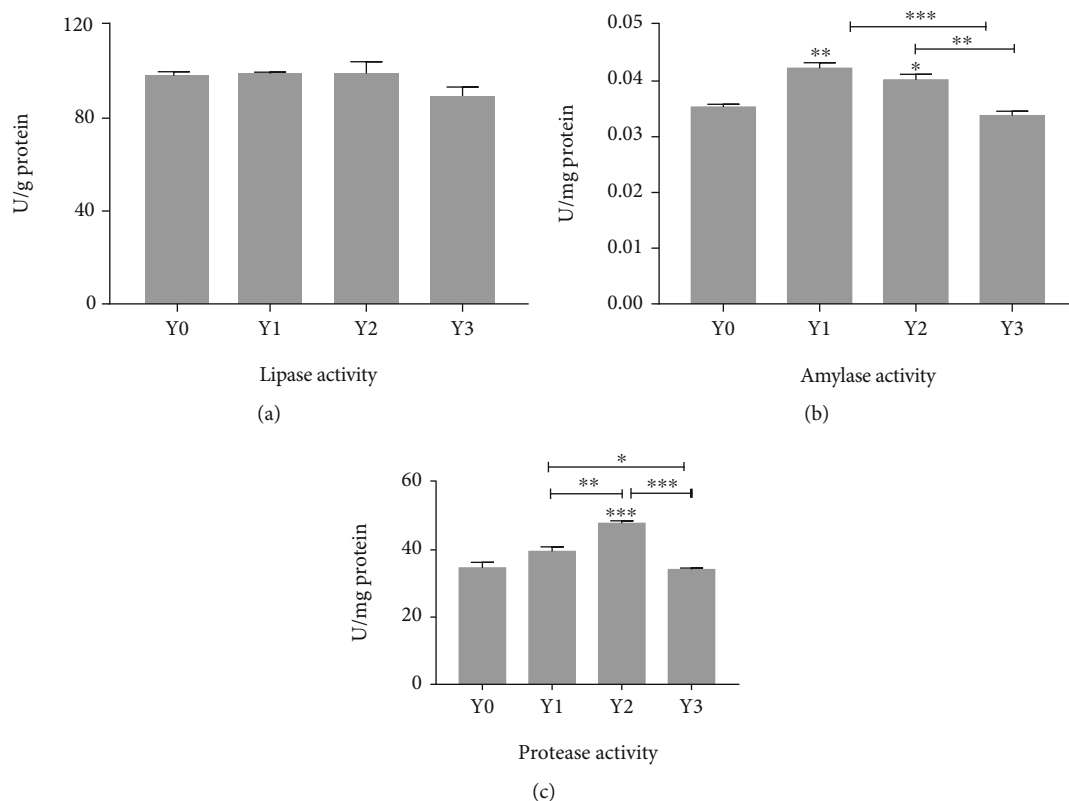 120
80
40
0
U/g protein
Y0 Y1 Y2 Y3
Lipase activity
(a)
0.05
0.04
0.03
0.02
0.01
0.00
U/mg protein
***
**
** *
Y0 Y1 Y2 Y3
Amylase activity
(b)
60
40
20
0
U/mg protein
*
** ***
***
Y0 Y1 Y2 Y3
Protease activity
(c)